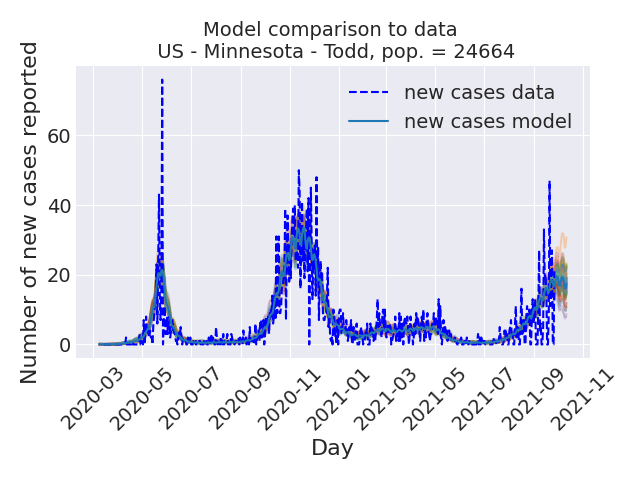 Model comparison to data
US - Minnesota - Todd, pop. = 24664
Number of new cases reported
60
40
20
0
new cases data
new cases model
2020-03
2020-05
2020-07
2020-09
2020-11
2021-01
2021-03
2021-05
2021-07
2021-09
2021-11
Day